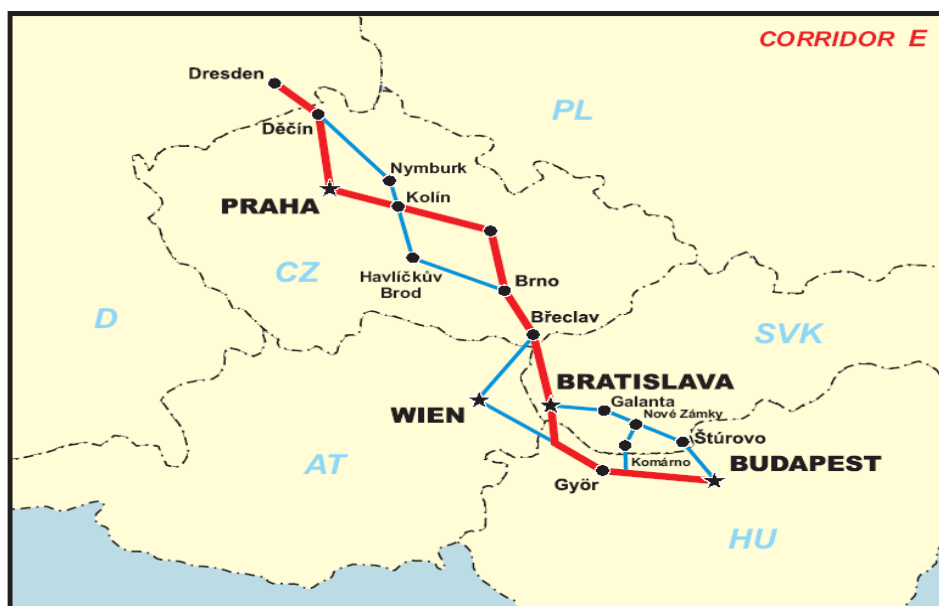 CORRIDOR E
Dresden
PL
Děčín
Nymburk
Kolín
PRAHA
CZ
Havlíčkův
Brod
Brno
D
Břeclav
SVK
BRATISLAVA
Galanta
WIEN
Nové Zámky
Štúrovo
AT
Komárno
BUDAPEST
Györ
HU